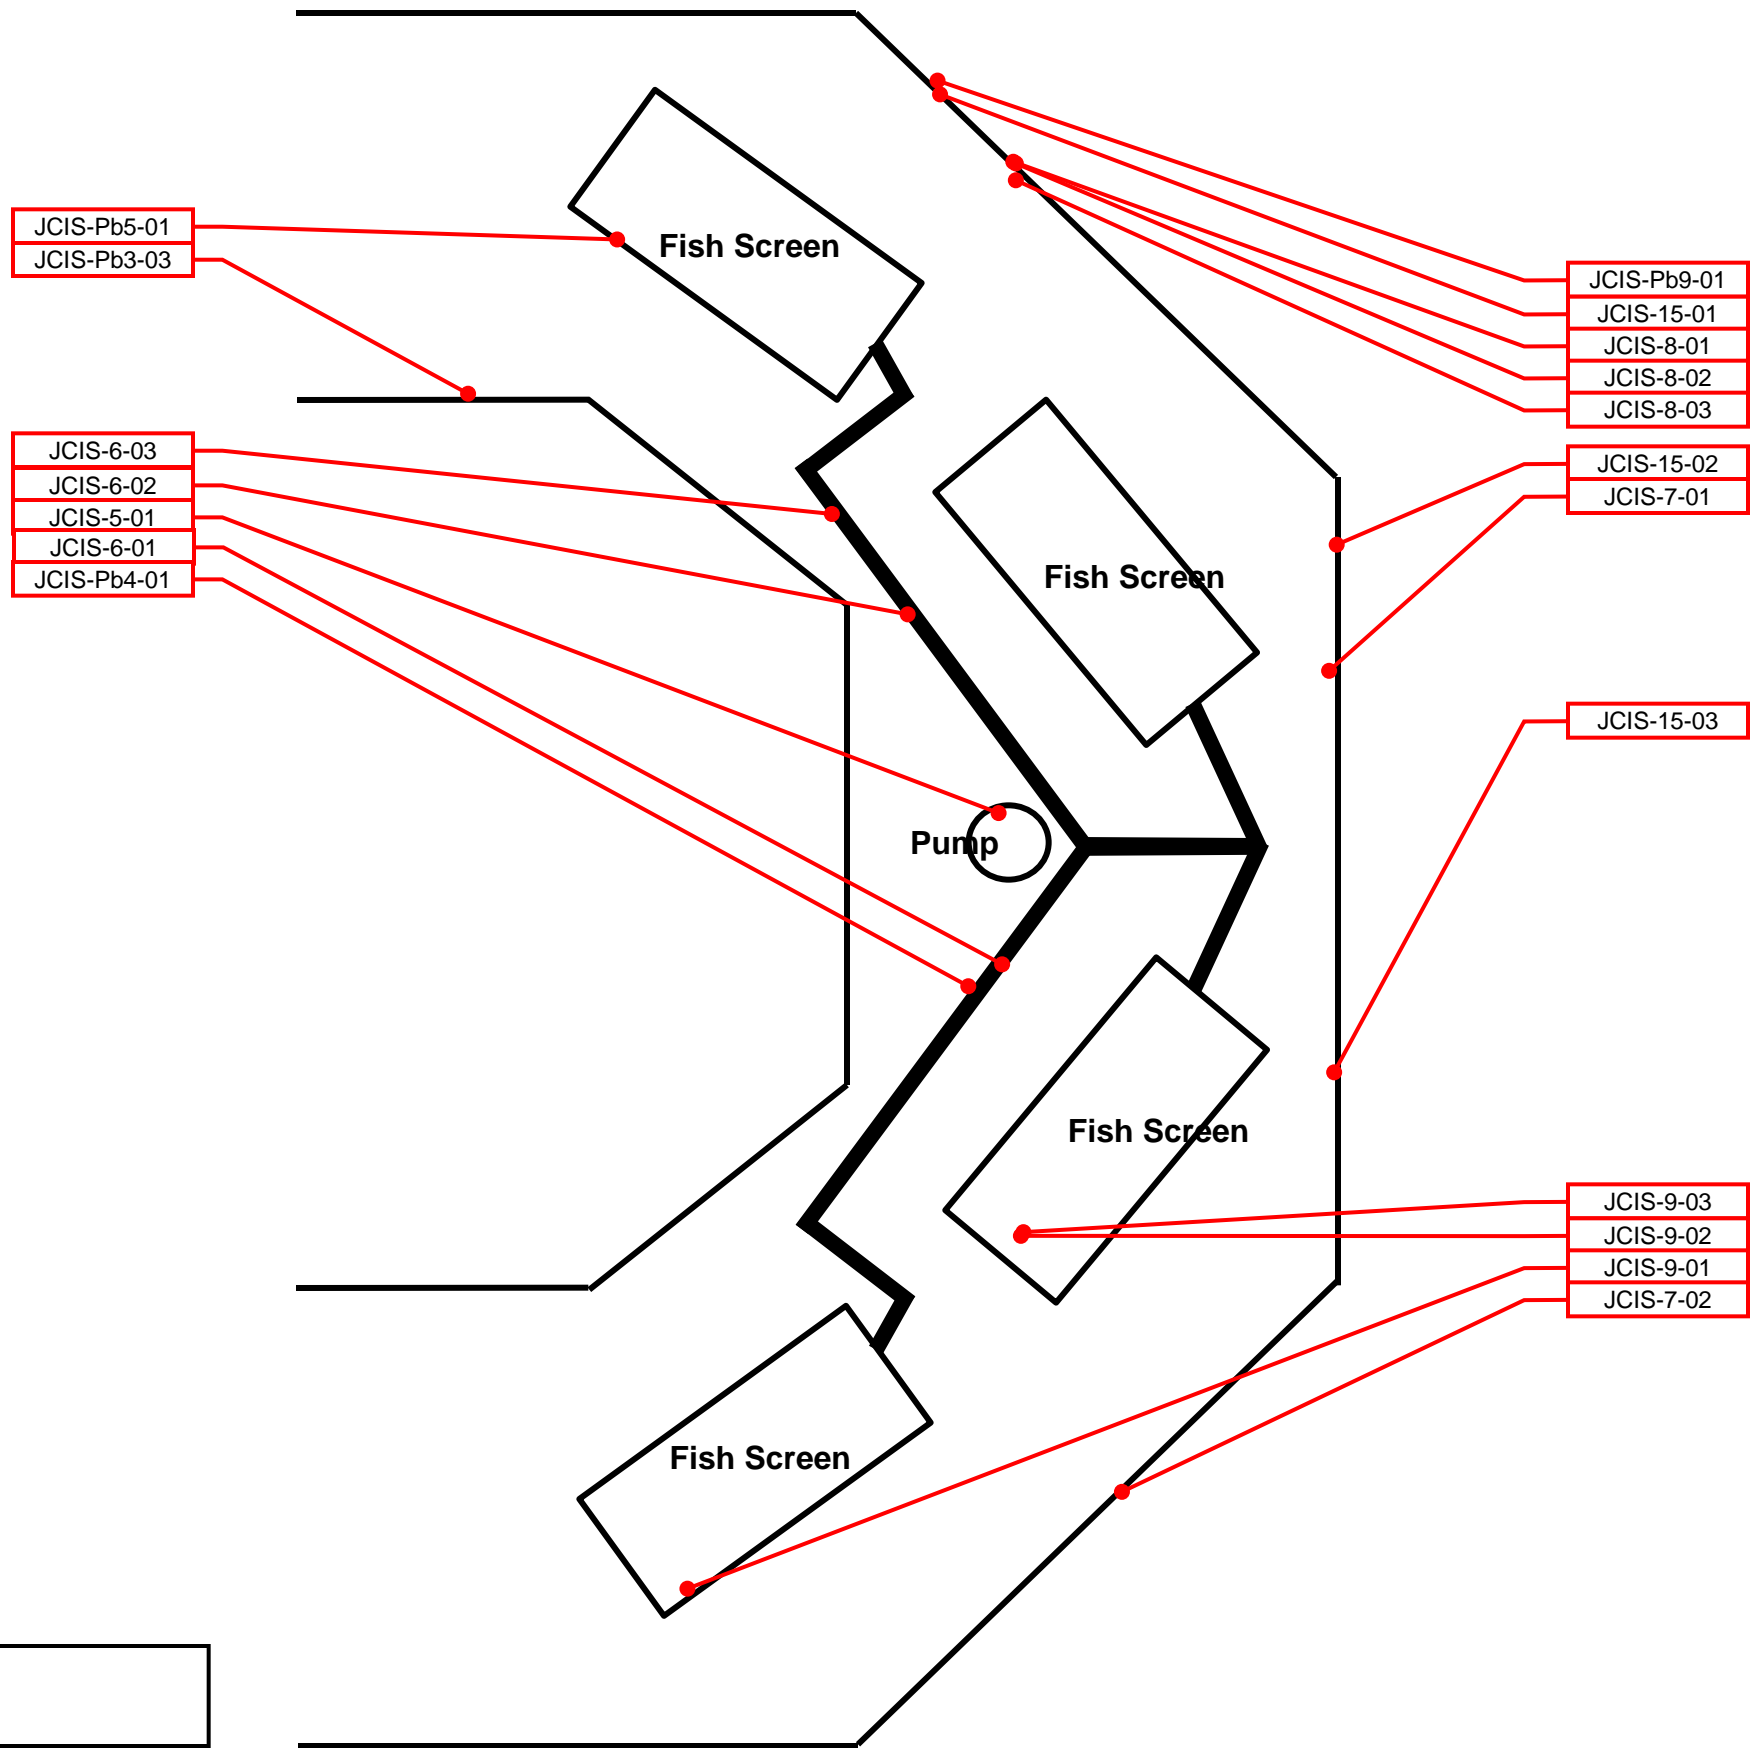 JCIS-Pb5-01
JCIS-Pb3-03
JCIS-6-03
JCIS-6-02
JCIS-5-01
JCIS-6-01
JCIS-Pb4-01
Fish Screen
Fish Screen
Pump
Fish Screen
Fish Screen
JCIS-Pb9-01
JCIS-15-01
JCIS-8-01
JCIS-8-02
JCIS-8-03
JCIS-15-02
JCIS-7-01
JCIS-15-03
JCIS-9-03
JCIS-9-02
JCIS-9-01
JCIS-7-02